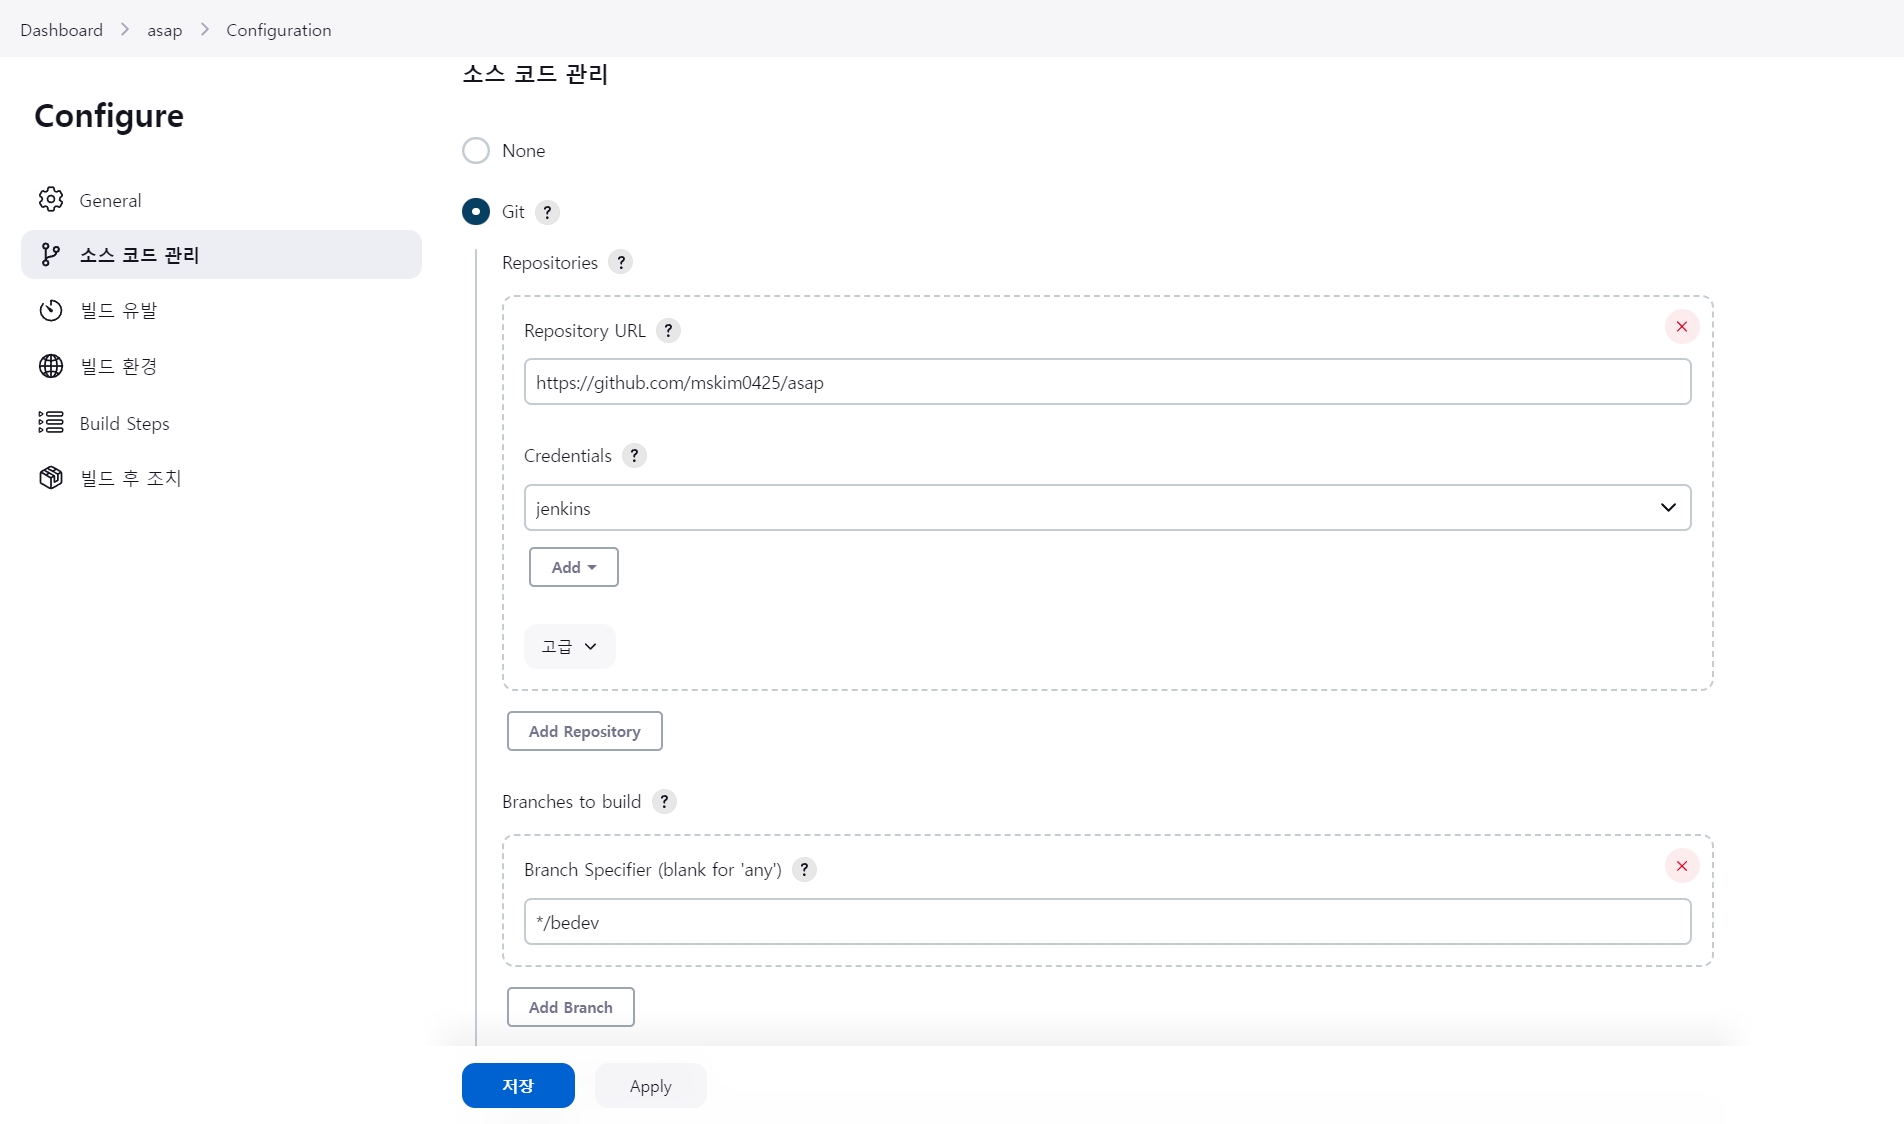 Dashboard > asap > Configuration
Configure
General
소스 코드 관리
빌드 유발
빌드 환경
Build Steps
빌드 후 조치
소스 코드 관리
None
Git ?
Repositories ?
Repository URL ?
https://github.com/mskim0425/asap
Credentials ?
jenkins
Add
고급
Add Repository
Branches to build ?
Branch Specifier (blank for 'any') ?
*/bedev
Add Branch
저장
Apply